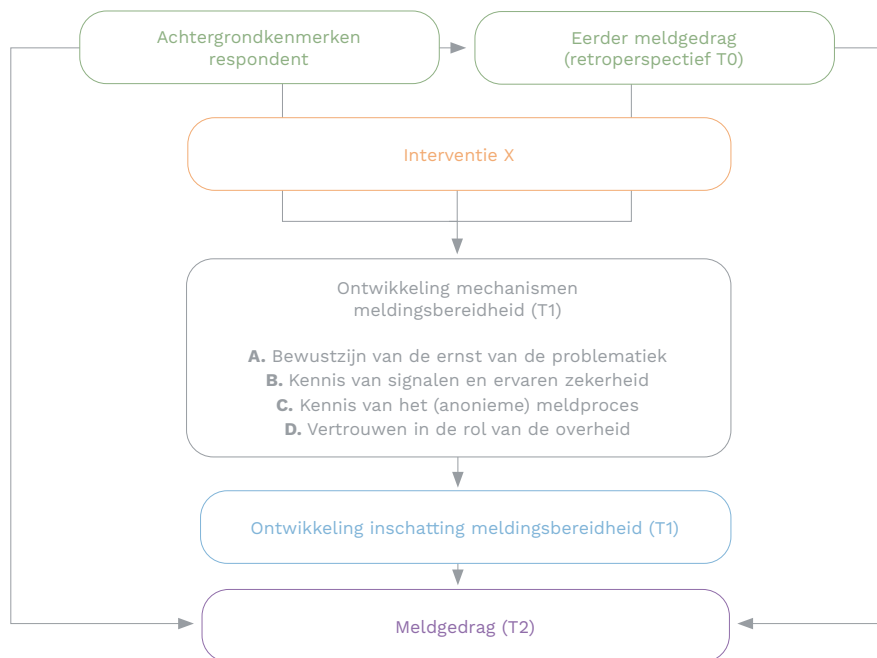 Achtergrondkenmerken
respondent
Eerder meldgedrag
(retroperspectief T0)
Interventie X
Ontwikkeling mechanismen
meldingsbereidheid (T1)
A. Bewustzijn van de ernst van de problematiek
B. Kennis van signalen en ervaren zekerheid
C. Kennis van het (anonieme) meldproces
D. Vertrouwen in de rol van de overheid
Ontwikkeling inschatting meldingsbereidheid (T1)
Meldgedrag (T2)